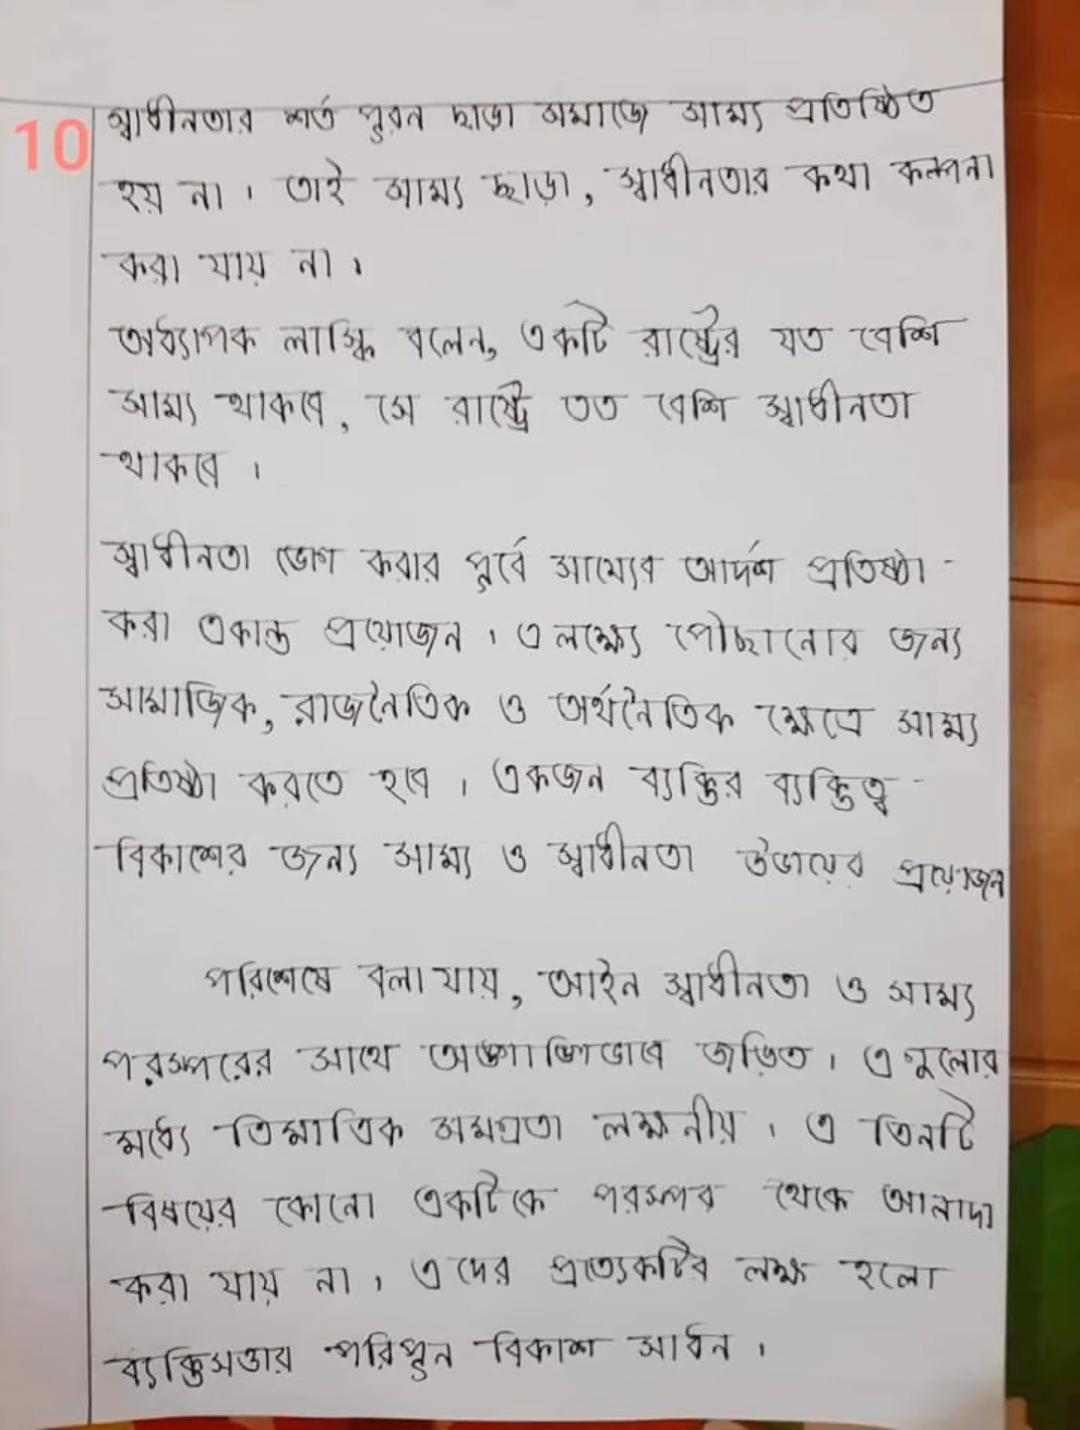 10
স্বাধীনতার শর্ত পুরন ছাড়া সমাজে সাম্য প্রতিষ্ঠিত
হয় না। তাই সাম্য ছাড়া, স্বাধীনতার কথা কল্পনা
করা যায় না।
অধ্যাপক লাস্কি বলেন, একটি রাষ্ট্রের যত বেশি
সাম্য থাকবে, সে রাষ্ট্রে তত বেশি স্বাধীনতা
থাকবে।
স্বাধীনতা ভোগ করার পূর্বে সাম্যের আর্দশ প্রতিষ্ঠা-
করা একান্ত প্রয়োজন। এ লক্ষ্যে পৌছানোর জন্য
সামাজিক, রাজনৈতিক ও অর্থনৈতিক ক্ষেত্রে সাম্য
প্রতিষ্ঠা করতে হবে। একজন ব্যক্তির ব্যক্তিত্ব-
বিকাশের জন্য সাম্য ও স্বাধীনতা উভয়ের প্রয়োজন
পরিশেষে বলা যায়, আইন স্বাধীনতা ও সাম্য
পরস্পরের সাথে অঙ্গাঙ্গিভাবে জড়িত। এ গুলোর
মধ্যে তিমাত্রিক সমগ্রতা লক্ষনীয়। এ তিনটি
বিষয়ের কোনো একটিকে পরস্পর থেকে আলাদা
করা যায় না। এদের প্রত্যেকটির লক্ষ হলো
ব্যক্তিসত্তার পরিপুন বিকাশ সাধন।